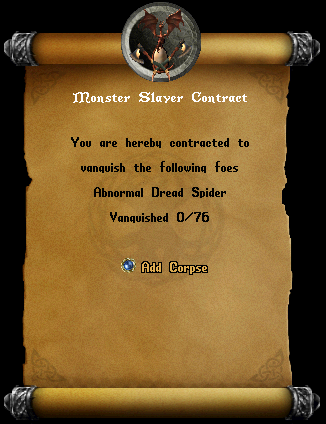 Monster Slayer Contract
You are hereby contracted to
vanquish the following foes
Abnormal Dread Spider
Vanquished 0/76
Add Corpse